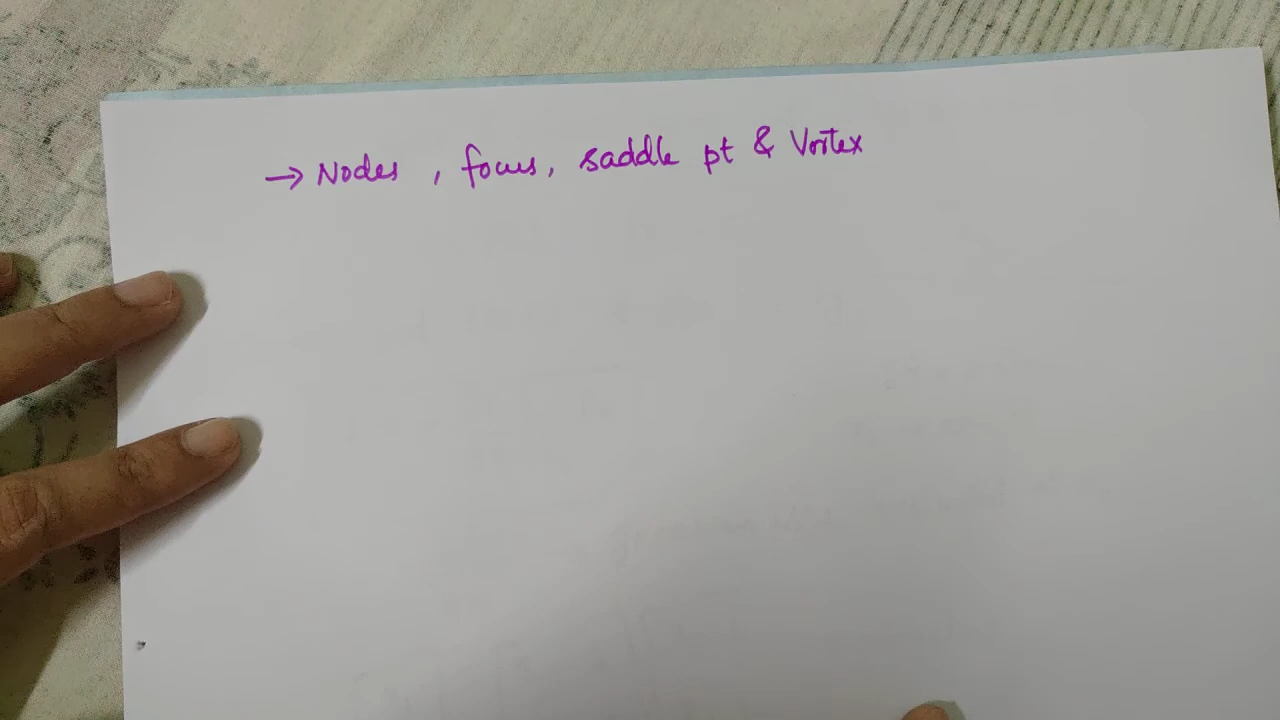 → Nodes, focus, saddle pt & Vortex